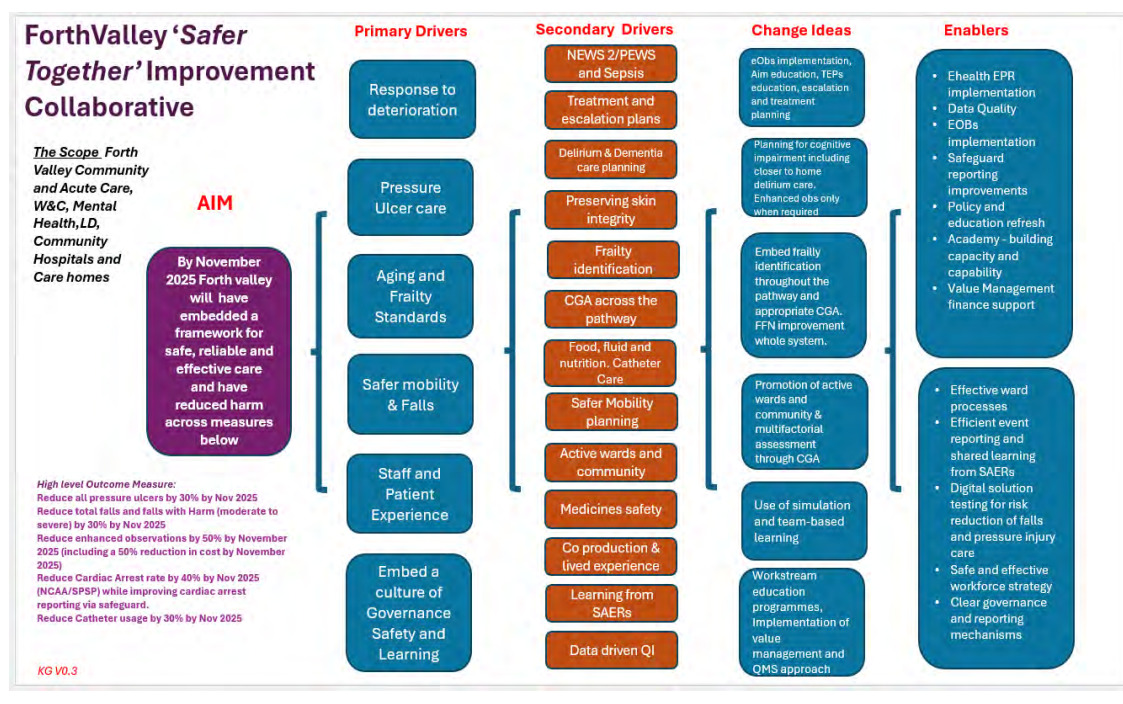 ForthValley ‘Safer
Together’ Improvement
Collaborative
The Scope Forth
Valley Community
and Acute Care,
W&C, Mental
Health,LD,
Community
Hospitals and
Care homes
AIM
By November
2025 Forth valley
will have
embedded a
framework for
safe, reliable and
effective care
and have
reduced harm
across measures
below
High level Outcome Measure:
Reduce all pressure ulcers by 30% by Nov 2025
Reduce total falls and falls with Harm (moderate to
severe) by 30% by Nov 2025
Reduce enhanced observations by 50% by November
2025 (including a 50% reduction in cost by November
2025)
Reduce Cardiac Arrest rate by 40% by Nov 2025
(NCAA/SPSP) while improving cardiac arrest
reporting via safeguard.
Reduce Catheter usage by 30% by Nov 2025
KG V0.3
Primary Drivers
Response to
deterioration
Pressure
Ulcer care
Aging and
Frailty
Standards
Safer mobility
& Falls
Staff and
Patient
Experience
Embed a
culture of
Governance
Safety and
Learning
Secondary Drivers
NEWS 2/PEWS
and Sepsis
Treatment and
escalation plans
Delirium & Dementia
care planning
Preserving skin
integrity
Frailty
identification
CGA across the
pathway
Food, fluid and
nutrition. Catheter
Care
Safer Mobility
planning
Active wards and
community
Medicines safety
Co production &
lived experience
Learning from
SAERs
Data driven QI
Change Ideas
eObs implementation,
Aim education, TEPs
education, escalation
and treatment
planning
Planning for cognitive
impairment including
closer to home
delirium care.
Enhanced obs only
when required
Embed frailly
identification
throughout the
pathway and
appropriate CGA.
FFN improvement
whole system.
Promotion of active
wards and
community &
multifactorial
assessment
through CGA
Use of simulation
and team-based
learning
Workstream
education
programmes,
Implementation of
value
management and
QMS approach
Enablers
• Ehealth EPR
implementation
• Data Quality
• EOBs
implementation
• Safeguard
reporting
improvements
• Policy and
education refresh
• Academy - building
capacity and
capability
• Value Management
finance support
• Effective ward
processes
• Efficient event
reporting and
shared learning
from SAERs
• Digital solution
testing for risk
reduction of falls
and pressure injury
care
• Safe and effective
workforce strategy
• Clear governance
and reporting
mechanisms